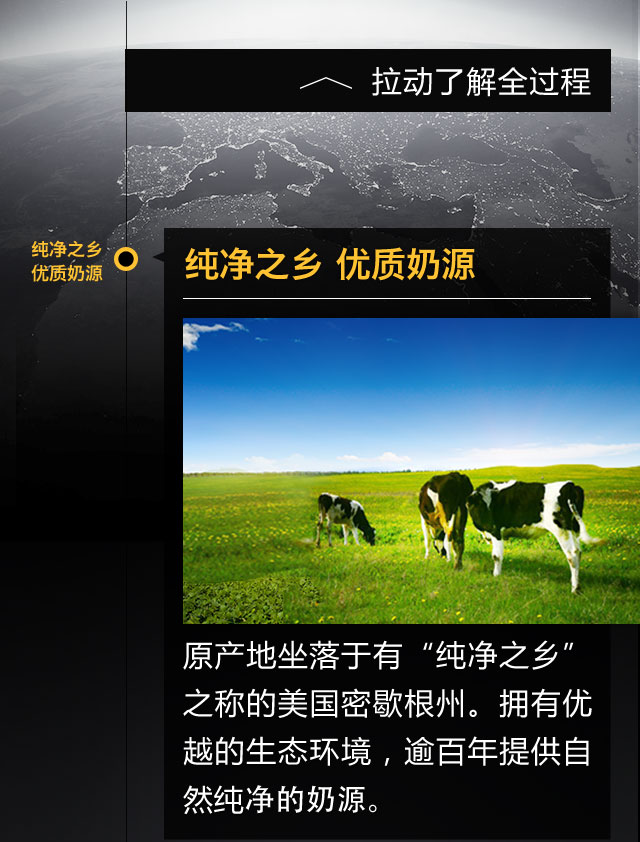 拉动了解全过程
纯净之乡
优质奶源
纯净之乡 优质奶源
原产地坐落于有“纯净之乡”
之称的美国密歇根州。拥有优
越的生态环境，逾百年提供自
然纯净的奶源。